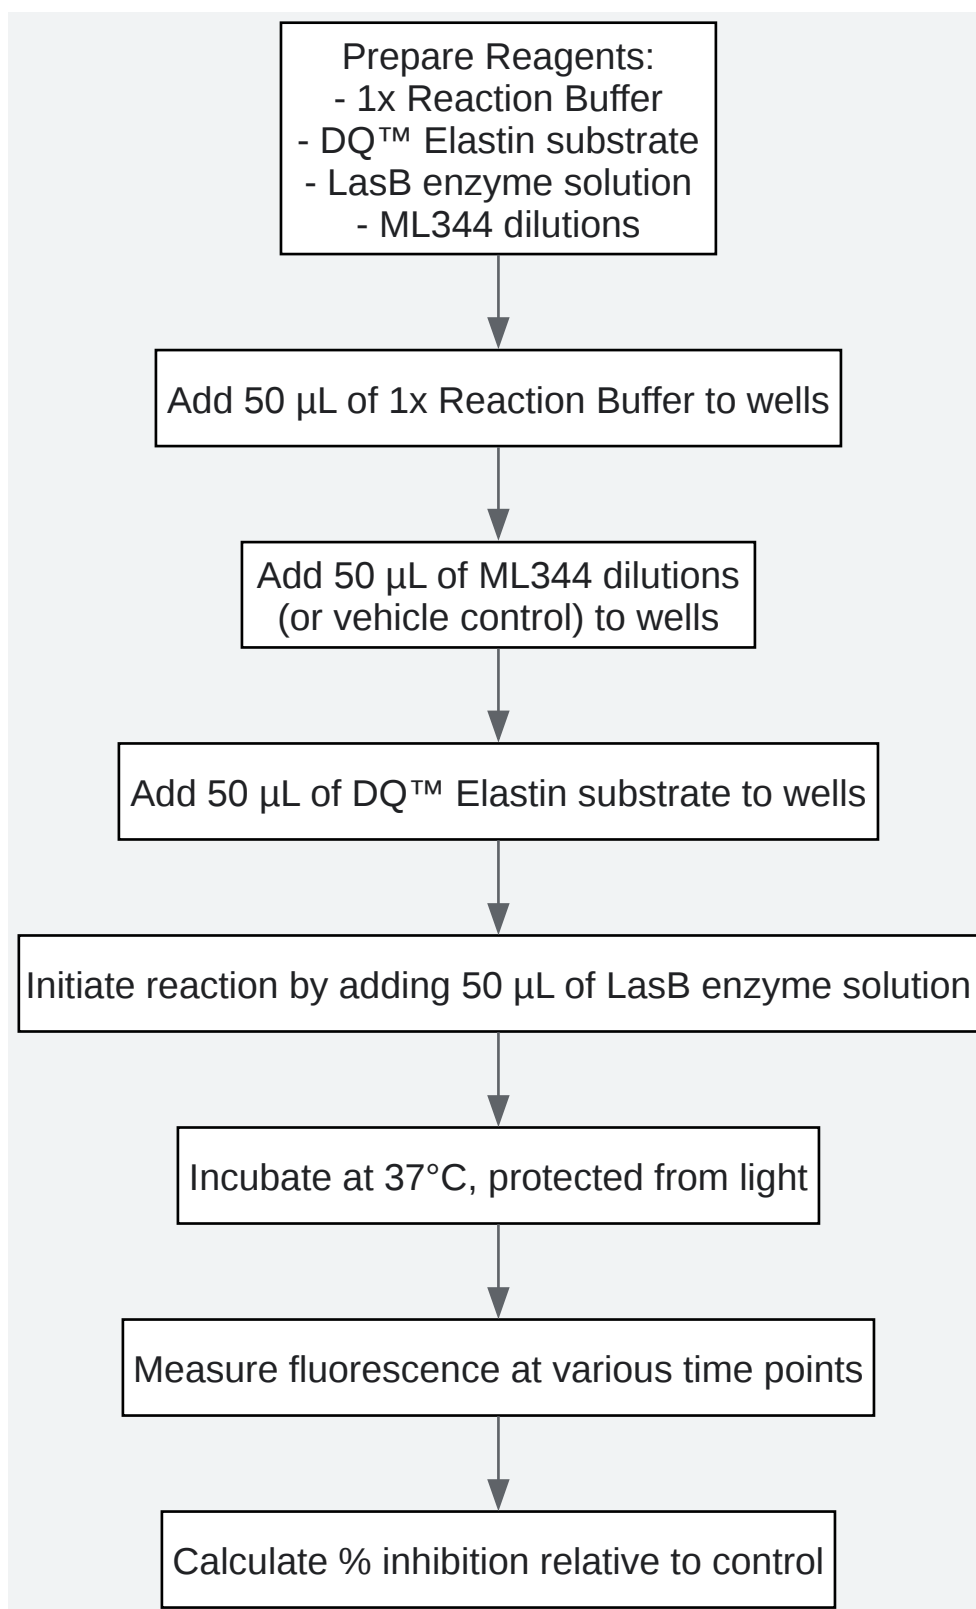 Prepare Reagents:
- 1x Reaction Buffer
- DQ™ Elastin substrate
- LasB enzyme solution
- ML344 dilutions
Add 50 µL of 1x Reaction Buffer to wells
Add 50 µL of ML344 dilutions
(or vehicle control) to wells
Add 50 µL of DQ™ Elastin substrate to wells
Initiate reaction by adding 50 µL of LasB enzyme solution
Incubate at 37°C, protected from light
Measure fluorescence at various time points
Calculate % inhibition relative to control